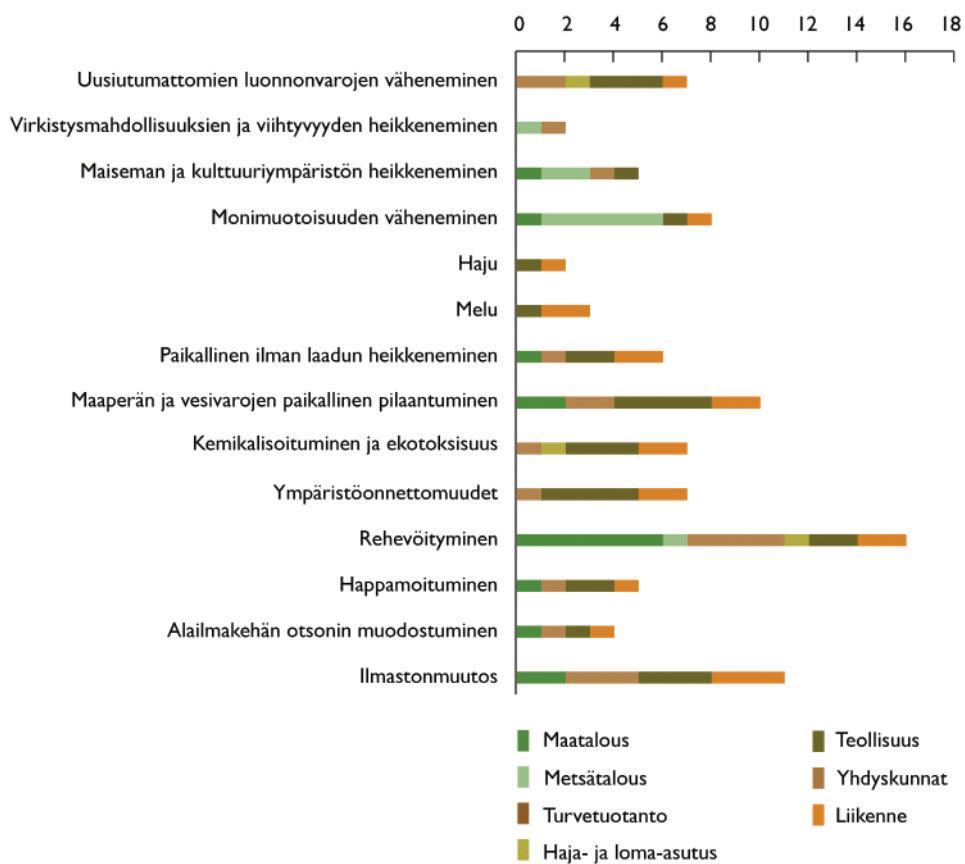 0 2 4 6 8 10 12 14 16 18
Uusiutumattomien luonnonvarojen väheneminen
Virkistysmahdollisuuksien ja viihtyvyyden heikkeneminen
Maiseman ja kulttuuriympäristön heikkeneminen
Monimuotoisuuden väheneminen
Haju
Melu
Paikallinen ilman laadun heikkeneminen
Maaperän ja vesivarojen paikallinen pilaantuminen
Kemikalisoituminen ja ekotoksisuus
Ympäristöonnettomuudet
Rehevöityminen
Happamoituminen
Alailmakehän otsonin muodostuminen
Ilmastonmuutos
Maatalous
Metsätalous
Turvetuotanto
Haja- ja loma-asutus
Teollisuus
Yhdyskunnat
Liikenne